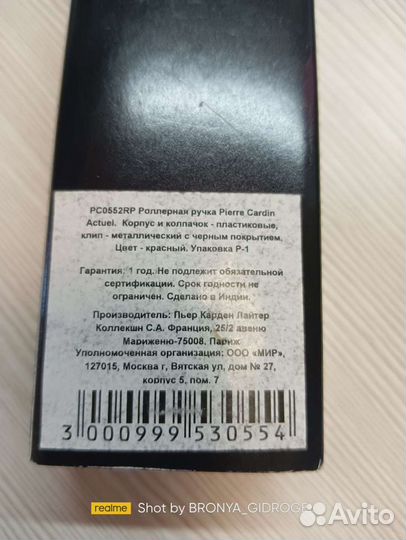 PC0552RP Роллерная ручка Pierre Cardin
Actuel. Корпус и колпачок - пластиковые,
клип - металлический с черным покрытием.
Цвет - красный. Упаковка P-1
Гарантия: 1 год. Не подлежит обязательной
сертификации. Срок годности не
ограничен. Сделано в Индии.
Производитель: Пьер Карден Лайтер
Коллекшн С.А. Франция, 25/2 авеню
Мариженю-75008. Париж
Уполномоченная организация: ООО «МИР»,
127015, Москва г, Вятская ул, дом № 27,
корпус 5, пом. 7
3 000999 530554
realme Shot by BRONYA_GIDROGE
Avito